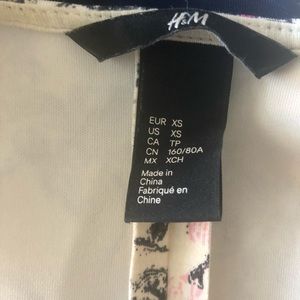 H&M
EUR XS
US XS
CA TP
CN 160/80A
MX XCH
Made in
China
Fabriqué en
Chine